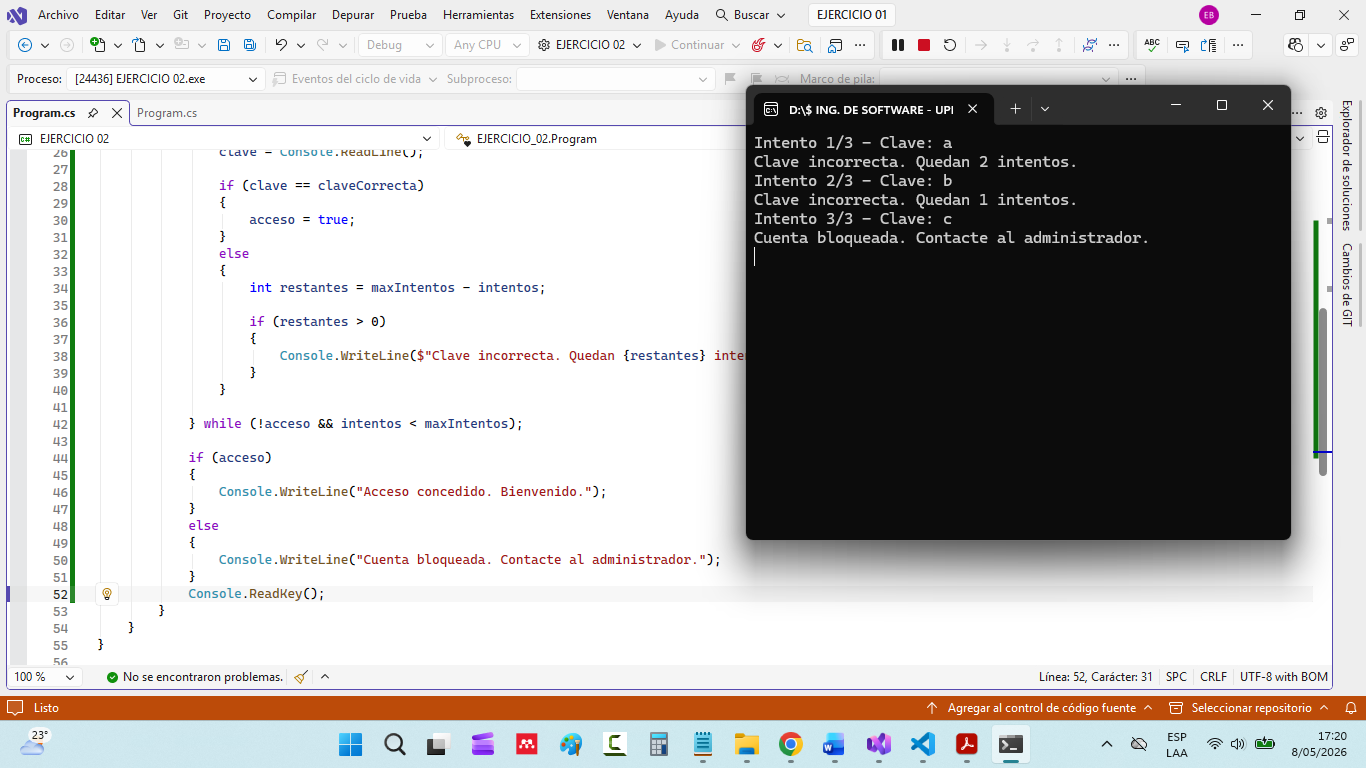 Archivo Editar Ver Git Proyecto Compilar Depurar Prueba Herramientas Extensiones Ventana Ayuda Buscar EJERCICIO 01 EB
Debug Any CPU EJERCICIO 02 Continuar ABC
Proceso: [24436] EJERCICIO 02.exe Eventos del ciclo de vida Subproceso: Marco de pila:
Program.cs Program.cs
EJERCICIO 02 EJERCICIO_02.Program
26 clave = Console.ReadLine();
27
28 if (clave == claveCorrecta)
29 {
30 acceso = true;
31 }
32 else
33 {
34 int restantes = maxIntentos - intentos;
35
36 if (restantes > 0)
37 {
38 Console.WriteLine($"Clave incorrecta. Quedan {restantes} inte
39 }
40 }
41
42 } while (!acceso && intentos < maxIntentos);
43
44 if (acceso)
45 {
46 Console.WriteLine("Acceso concedido. Bienvenido.");
47 }
48 else
49 {
50 Console.WriteLine("Cuenta bloqueada. Contacte al administrador.");
51 }
52 Console.ReadKey();
53 }
54 }
55 }
56
D:\$ ING. DE SOFTWARE - UPI
Intento 1/3 - Clave: a
Clave incorrecta. Quedan 2 intentos.
Intento 2/3 - Clave: b
Clave incorrecta. Quedan 1 intentos.
Intento 3/3 - Clave: c
Cuenta bloqueada. Contacte al administrador.
Explorador de soluciones
Cambios de GIT
100 % No se encontraron problemas. Línea: 52, Carácter: 31 SPC CRLF UTF-8 with BOM
Listo Agregar al control de código fuente Seleccionar repositorio
23° ESP 17:20
LAA 8/05/2026